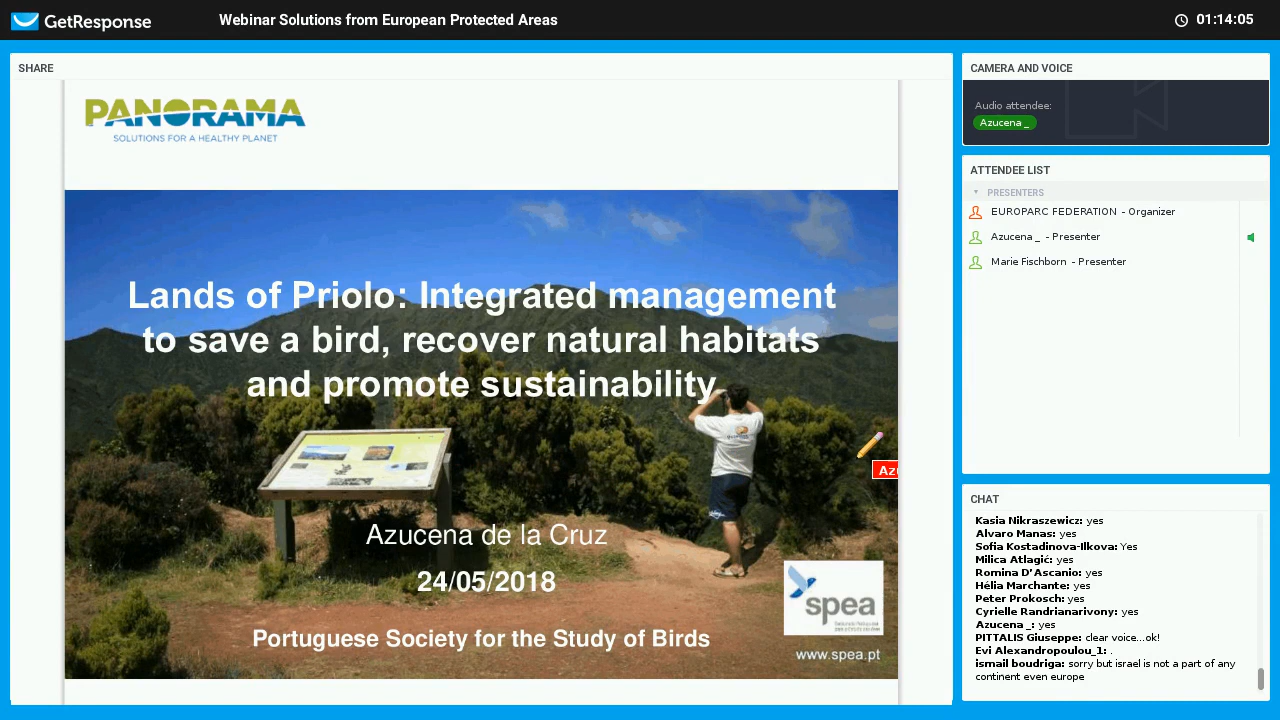 GetResponse
Webinar Solutions from European Protected Areas
01:14:05
SHARE
PANORAMA
SOLUTIONS FOR A HEALTHY PLANET
Lands of Priolo: Integrated management
to save a bird, recover natural habitats
and promote sustainability
Azucena de la Cruz
24/05/2018
Portuguese Society for the Study of Birds
spea
www.spea.pt
CAMERA AND VOICE
Audio attendee:
Azucena _
ATTENDEE LIST
PRESENTERS
EUROPARC FEDERATION - Organizer
Azucena _ - Presenter
Marie Fischborn - Presenter
CHAT
Kasia Nikraszewicz: yes
Alvaro Manas: yes
Sofia Kostadinova-Ilkova: Yes
Milica Atlagić: yes
Romina D'Ascanio: yes
Hélia Marchante: yes
Peter Prokosch: yes
Cyrielle Randrianarivony: yes
Azucena _: yes
PITTALIS Giuseppe: clear voice...ok!
Evi Alexandropoulou_1: .
ismail boudriga: sorry but israel is not a part of any
continent even europe